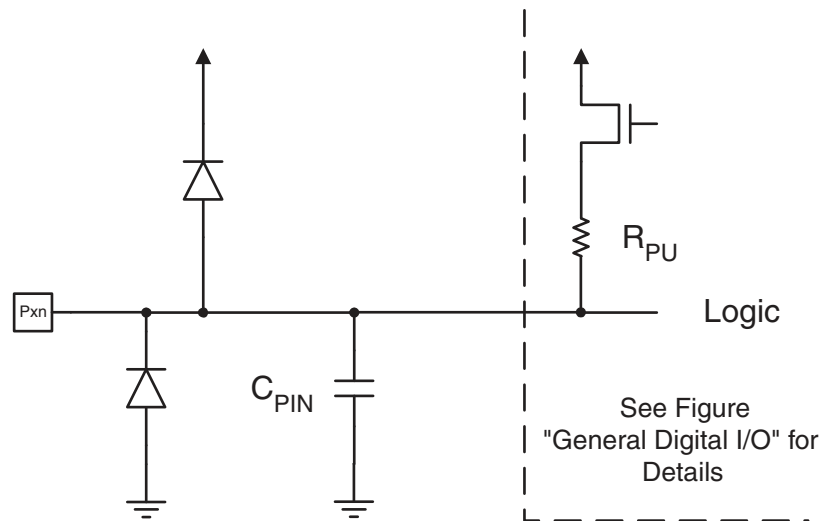 R_PU
Pxn
Logic
C_PIN
See Figure
"General Digital I/O" for
Details